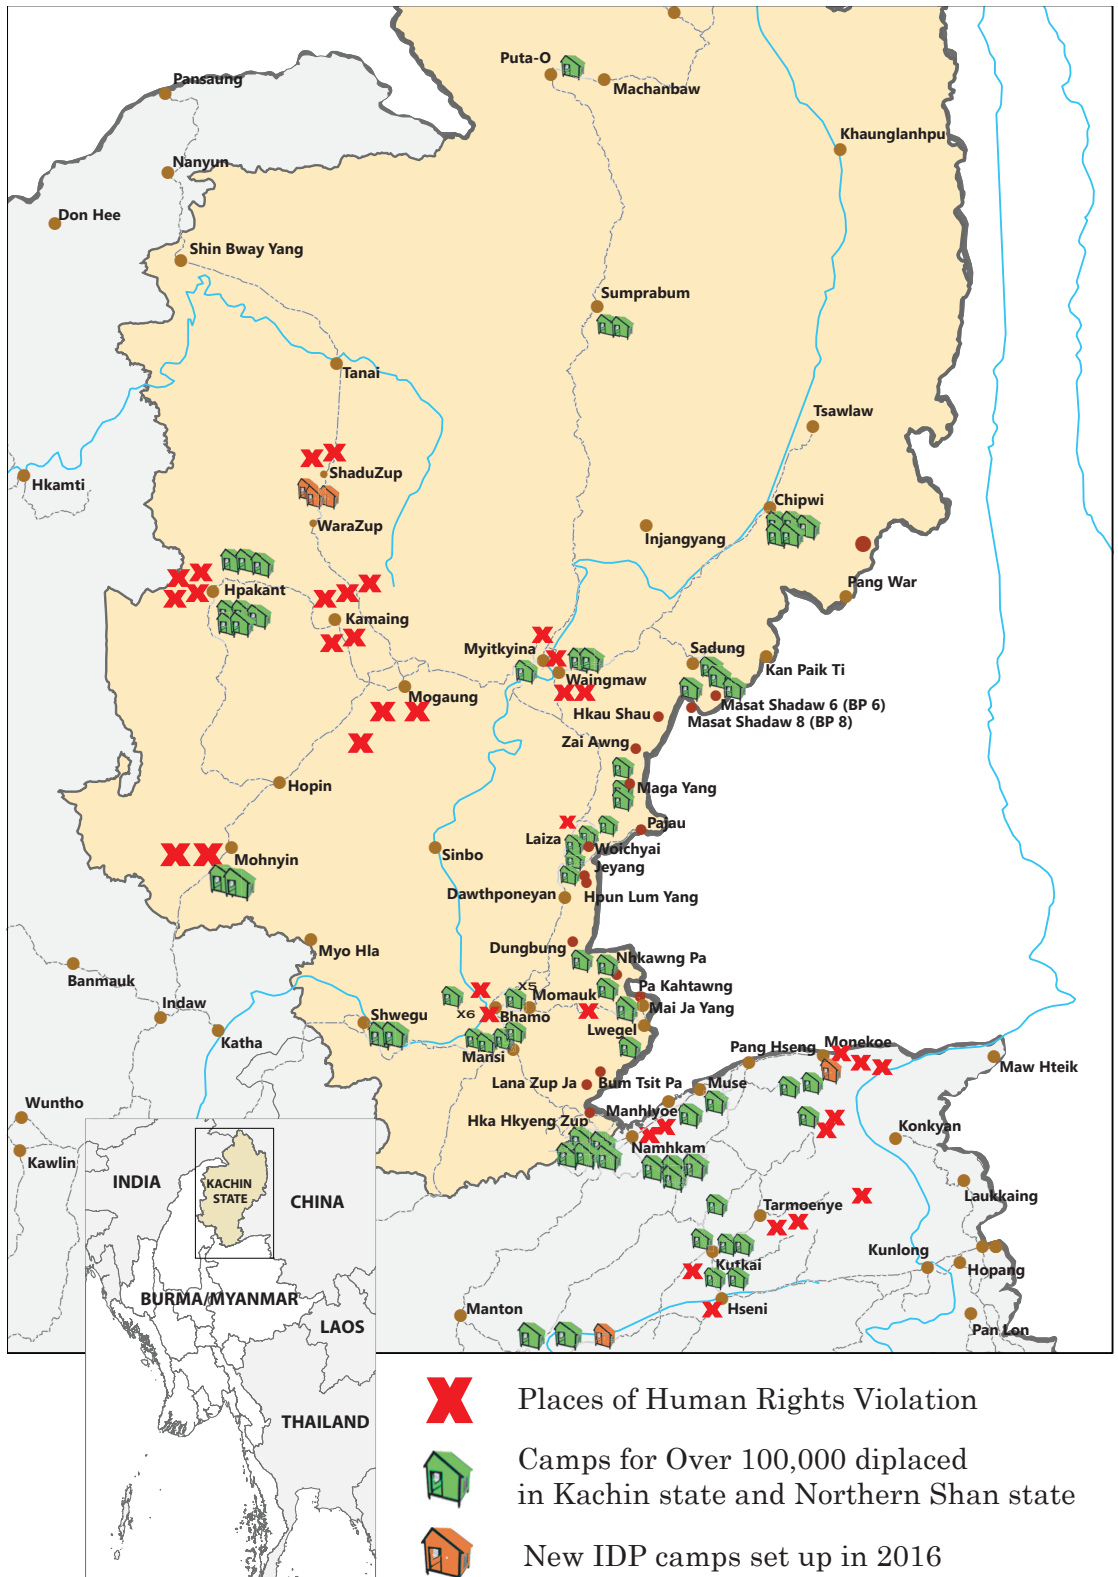 Puta-O
Machanbaw
Pansaung
Khaunglanhpu
Nanyun
Don Hee
Shin Bway Yang
Sumprabum
Tanai
Tsawlaw
ShaduZup
Hkamti
Chipwi
WaraZup
Injangyang
Pang War
Hpakant
Kamaing
Myitkyina
Sadung
Kan Paik Ti
Waingmaw
Mogaung
Masat Shadaw 6 (BP 6)
Hkau Shau
Masat Shadaw 8 (BP 8)
Zai Awng
Hopin
Maga Yang
Pajau
Laiza
Woichyai
Mohnyin
Sinbo
Jeyang
Dawthponeyan
Hpun Lum Yang
Myo Hla
Dungbung
Nhkawng Pa
Banmauk
Pa Kahtawng
X5
Momauk
Mai Ja Yang
Indaw
X6
Bhamo
Shwegu
Lwegel
Katha
Mansi
Pang Hseng
Monekoe
Maw Hteik
Lana Zup Ja
Bum Tsit Pa
Muse
Wuntho
Hka Hkyeng Zup
Manhlyoe
Konkyan
Namhkam
Kawlin
INDIA
KACHIN
STATE
CHINA
Laukkaing
Tarmoenye
Kunlong
Hopang
Kutkai
BURMA/MYANMAR
Manton
Hseni
LAOS
Pan Lon
THAILAND
Places of Human Rights Violation
Camps for Over 100,000 diplaced
in Kachin state and Northern Shan state
New IDP camps set up in 2016